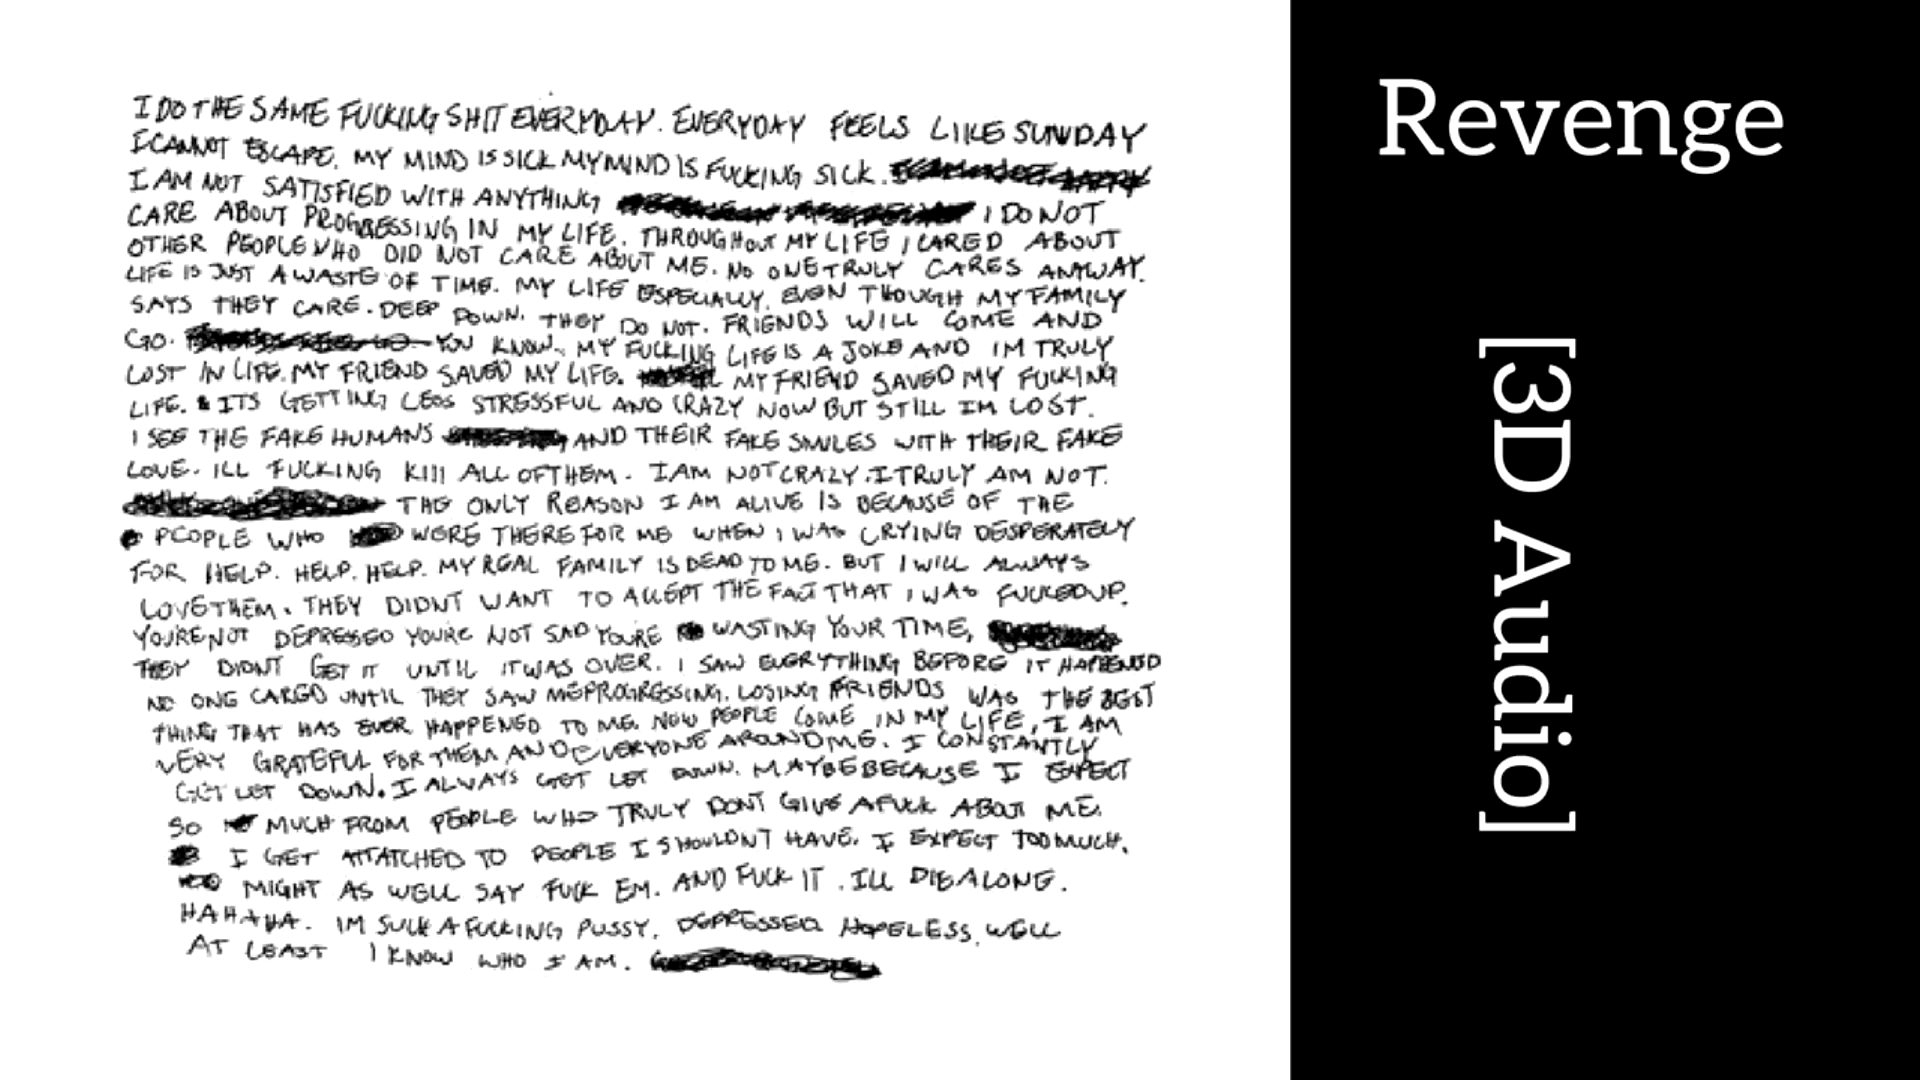 I DO THE SAME FUCKING SHIT EVERYDAY. EVERYDAY FEELS LIKE SUNDAY
I CANNOT ESCAPE. MY MIND IS SICK MY MIND IS FUCKING SICK.
I AM NOT SATISFIED WITH ANYTHING I DO NOT
CARE ABOUT PROGRESSING IN MY LIFE. THROUGHOUT MY LIFE I CARED ABOUT
OTHER PEOPLE WHO DID NOT CARE ABOUT ME. NO ONE TRULY CARES ANYWAY.
LIFE IS JUST A WASTE OF TIME. MY LIFE ESPECIALLY. EVEN THOUGH MY FAMILY
SAYS THEY CARE. DEEP DOWN. THEY DO NOT. FRIENDS WILL COME AND
GO. YOU KNOW. MY FUCKING LIFE IS A JOKE AND IM TRULY
LOST IN LIFE. MY FRIEND SAVED MY LIFE. MY FRIEND SAVED MY FUCKING
LIFE. ITS GETTING LESS STRESSFUL AND CRAZY NOW BUT STILL IM LOST.
I SEE THE FAKE HUMANS AND THEIR FAKE SMILES WITH THEIR FAKE
LOVE. ILL FUCKING KILL ALL OF THEM. I AM NOT CRAZY. I TRULY AM NOT.
THE ONLY REASON I AM ALIVE IS BECAUSE OF THE
PEOPLE WHO WERE THERE FOR ME WHEN I WAS CRYING DESPERATELY
FOR HELP. HELP. HELP. MY REAL FAMILY IS DEAD TO ME. BUT I WILL ALWAYS
LOVE THEM. THEY DIDNT WANT TO ACCEPT THE FACT THAT I WAS FUCKED UP.
YOURE NOT DEPRESSED YOURE NOT SAD YOURE WASTING YOUR TIME,
THEY DIDNT GET IT UNTIL IT WAS OVER. I SAW EVERYTHING BEFORE IT HAPPENED
NO ONE CARED UNTIL THEY SAW ME PROGRESSING. LOSING FRIENDS WAS THE BEST
THING THAT HAS EVER HAPPENED TO ME. NOW PEOPLE COME IN MY LIFE, I AM
VERY GRATEFUL FOR THEM AND EVERYONE AROUND ME. I CONSTANTLY
GET LET DOWN. I ALWAYS GET LET DOWN. MAYBE BECAUSE I EXPECT
SO MUCH FROM PEOPLE WHO TRULY DONT GIVE A FUCK ABOUT ME.
I GET ATTATCHED TO PEOPLE I SHOULDNT HAVE. I EXPECT TOO MUCH.
MIGHT AS WELL SAY FUCK EM. AND FUCK IT. ILL DIE ALONE.
HAHAHA. IM SUCH A FUCKING PUSSY. DEPRESSED. HOPELESS. WELL
AT LEAST I KNOW WHO I AM.
Revenge
[3D Audio]